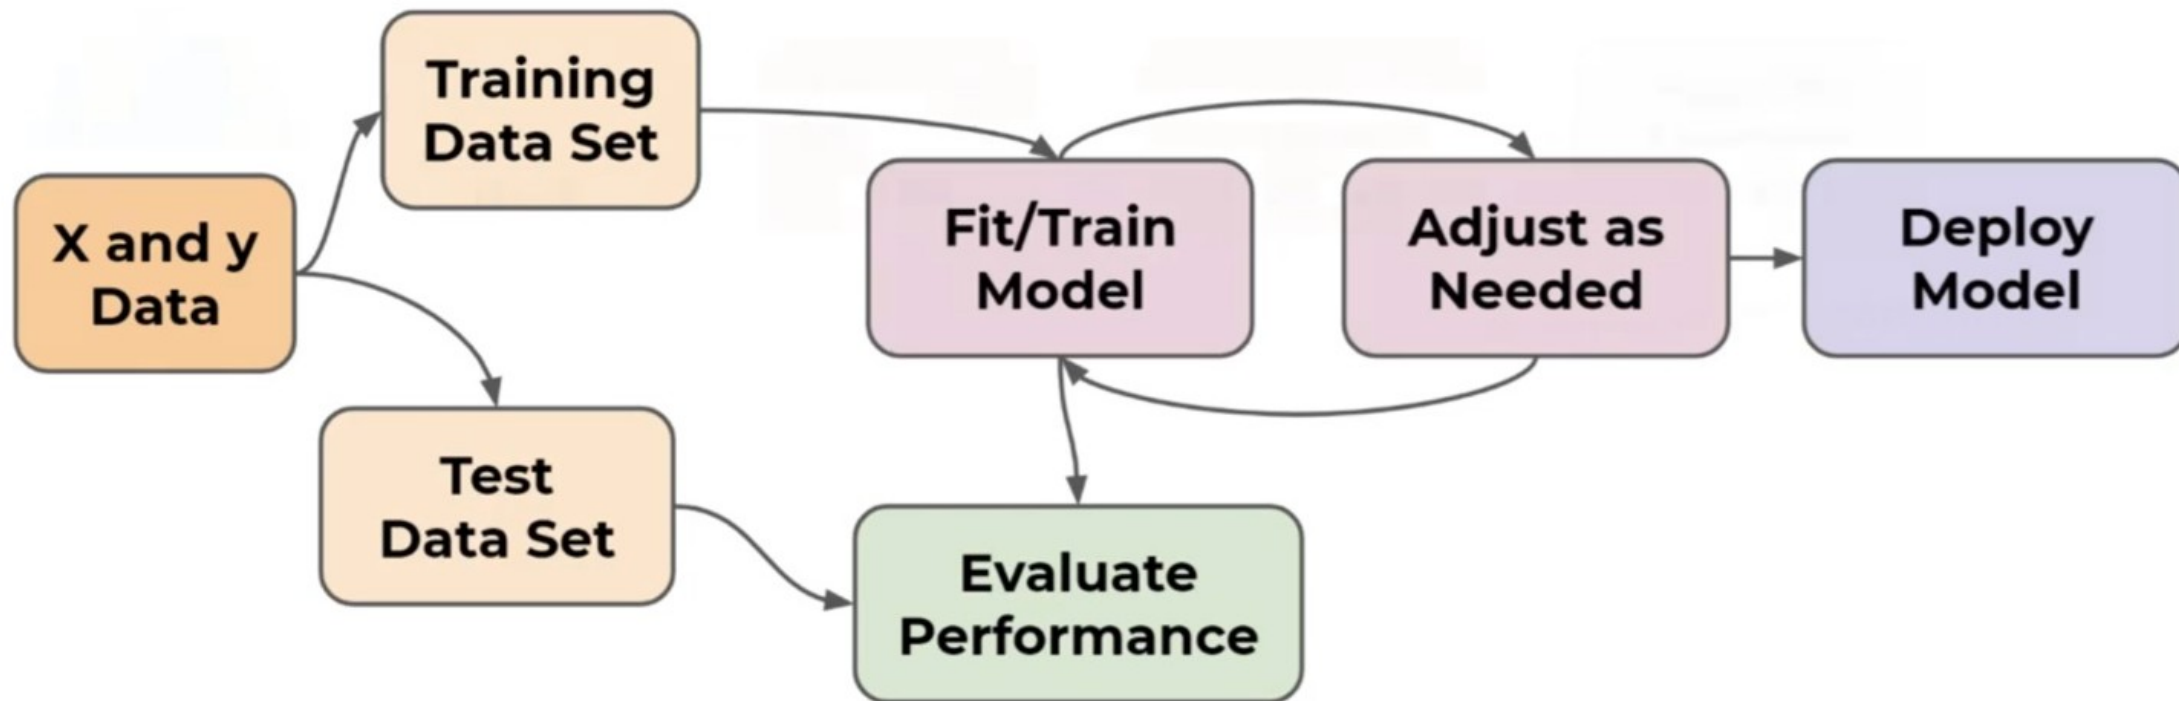 Training
Data Set
X and y
Data
Fit/Train
Model
Adjust as
Needed
Deploy
Model
Test
Data Set
Evaluate
Performance